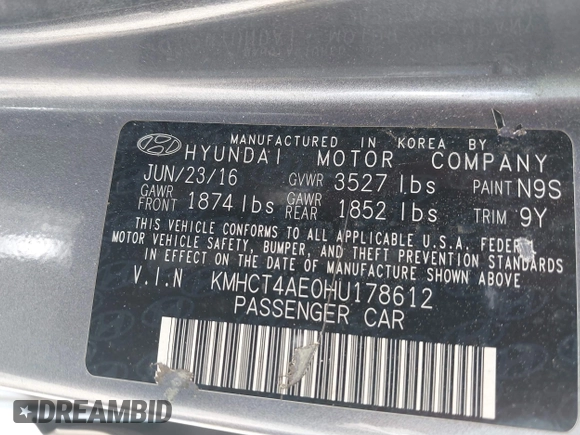 MANUFACTURED IN KOREA BY
HYUNDAI MOTOR COMPANY
JUN/23/16 GVWR 3527 lbs PAINT N9S
GAWR FRONT 1874 lbs GAWR REAR 1852 lbs TRIM 9Y
THIS VEHICLE CONFORMS TO ALL APPLICABLE U.S.A. FEDERAL
MOTOR VEHICLE SAFETY, BUMPER, AND THEFT PREVENTION STANDARDS
IN EFFECT ON THE DATE OF MANUFACTURE SHOWN ABOVE
V.I.N KMHCT4AE0HU178612
PASSENGER CAR
DREAMBID